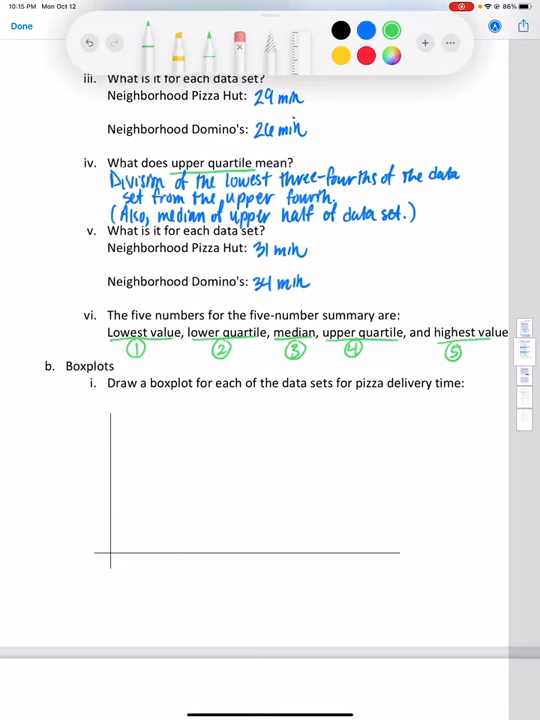 10:15 PM Mon Oct 12
86%
Done
iii. What is it for each data set?
Neighborhood Pizza Hut: 29 min
Neighborhood Domino's: 26 min
iv. What does upper quartile mean?
Division of the lowest three-fourths of the data
set from the upper fourth.
(Also, median of upper half of data set.)
v. What is it for each data set?
Neighborhood Pizza Hut: 31 min
Neighborhood Domino's: 34 min
vi. The five numbers for the five-number summary are:
Lowest value, lower quartile, median, upper quartile, and highest value
1 2 3 4 5
b. Boxplots
i. Draw a boxplot for each of the data sets for pizza delivery time: